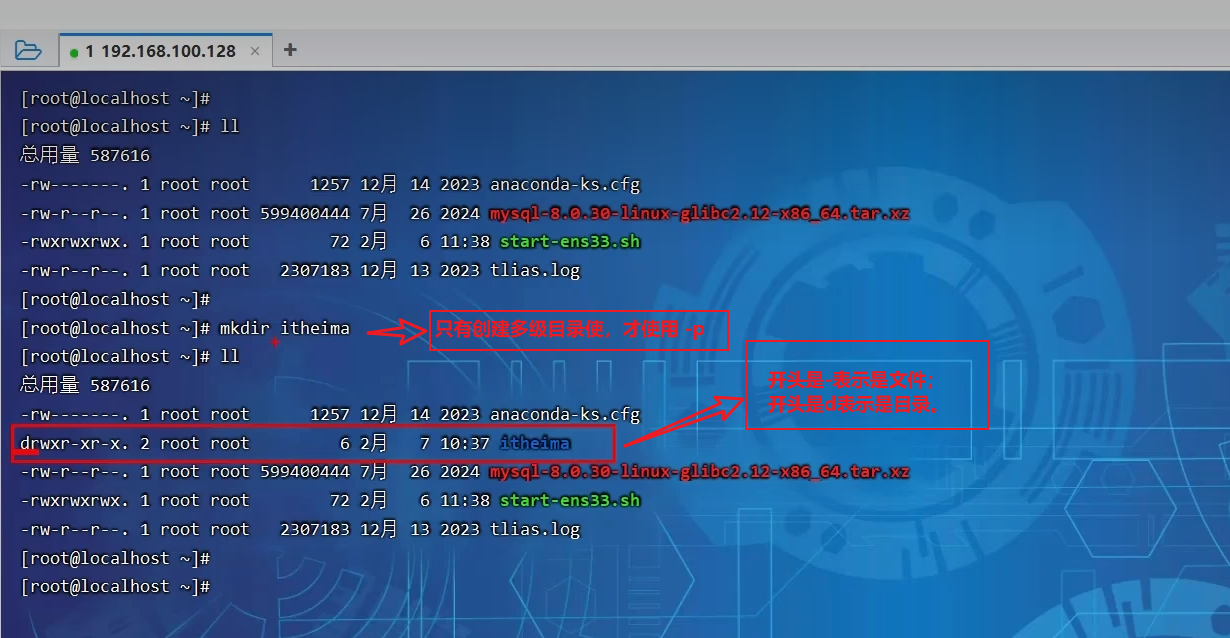 1 192.168.100.128 × +
[root@localhost ~]#
[root@localhost ~]# ll
总用量 587616
-rw-------. 1 root root      1257 12月 14 2023 anaconda-ks.cfg
-rw-r--r--. 1 root root 599400444 7月  26 2024 mysql-8.0.30-linux-glibc2.12-x86_64.tar.xz
-rwxrwxrwx. 1 root root        72 2月   6 11:38 start-ens33.sh
-rw-r--r--. 1 root root   2307183 12月 13 2023 tlias.log
[root@localhost ~]#
[root@localhost ~]# mkdir itheima
只有创建多级目录使，才使用 -p
[root@localhost ~]# ll
总用量 587616
开头是-表示是文件；
开头是d表示是目录。
-rw-------. 1 root root      1257 12月 14 2023 anaconda-ks.cfg
drwxr-xr-x. 2 root root         6 2月   7 10:37 itheima
-rw-r--r--. 1 root root 599400444 7月  26 2024 mysql-8.0.30-linux-glibc2.12-x86_64.tar.xz
-rwxrwxrwx. 1 root root        72 2月   6 11:38 start-ens33.sh
-rw-r--r--. 1 root root   2307183 12月 13 2023 tlias.log
[root@localhost ~]#
[root@localhost ~]#